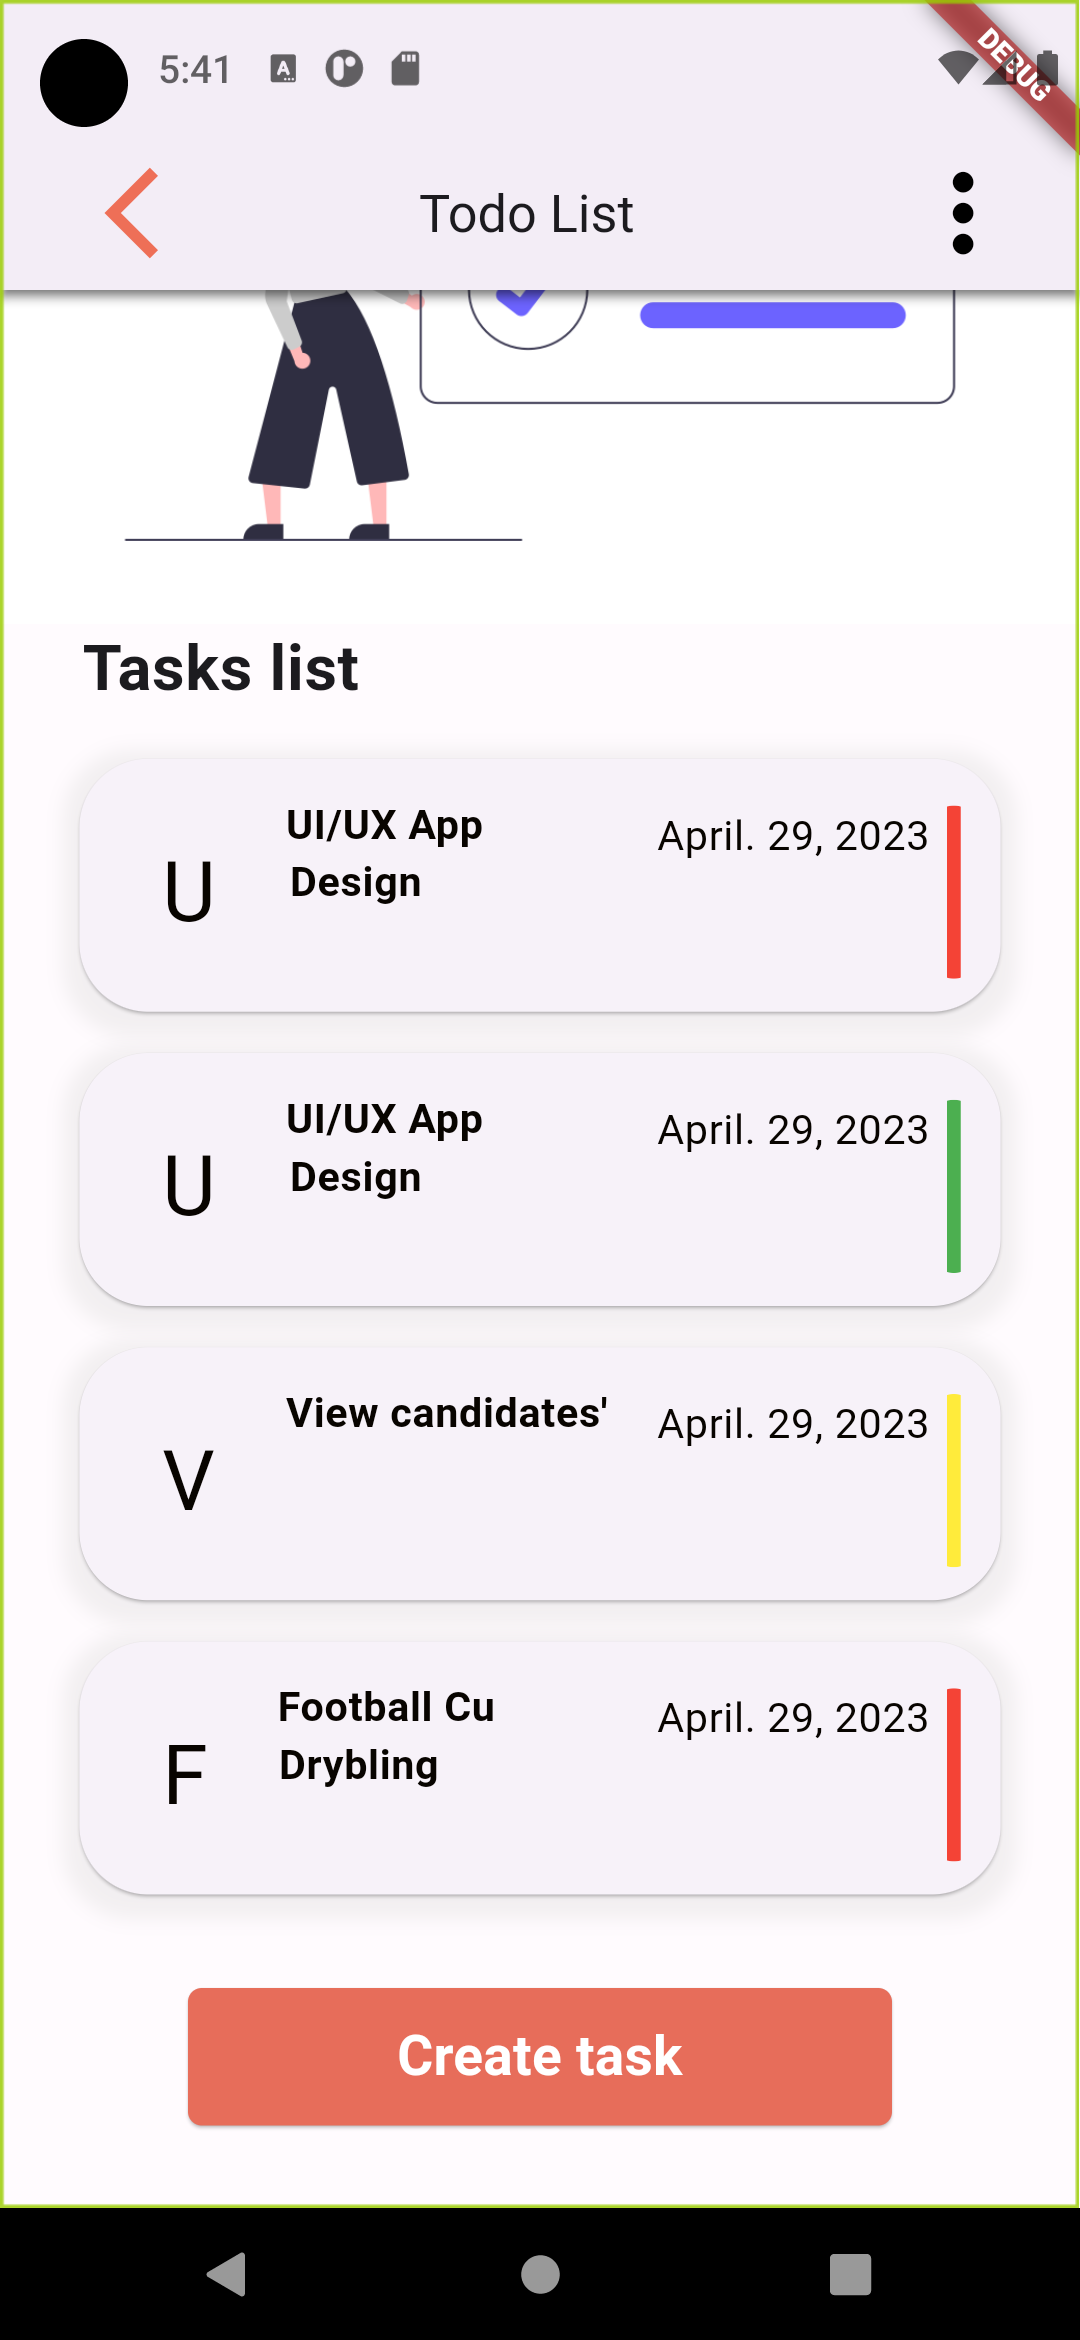 5:41
DEBUG
Todo List
Tasks list
UI/UX App
Design
U
April. 29, 2023
UI/UX App
Design
U
April. 29, 2023
View candidates'
V
April. 29, 2023
Football Cu
Drybling
F
April. 29, 2023
Create task